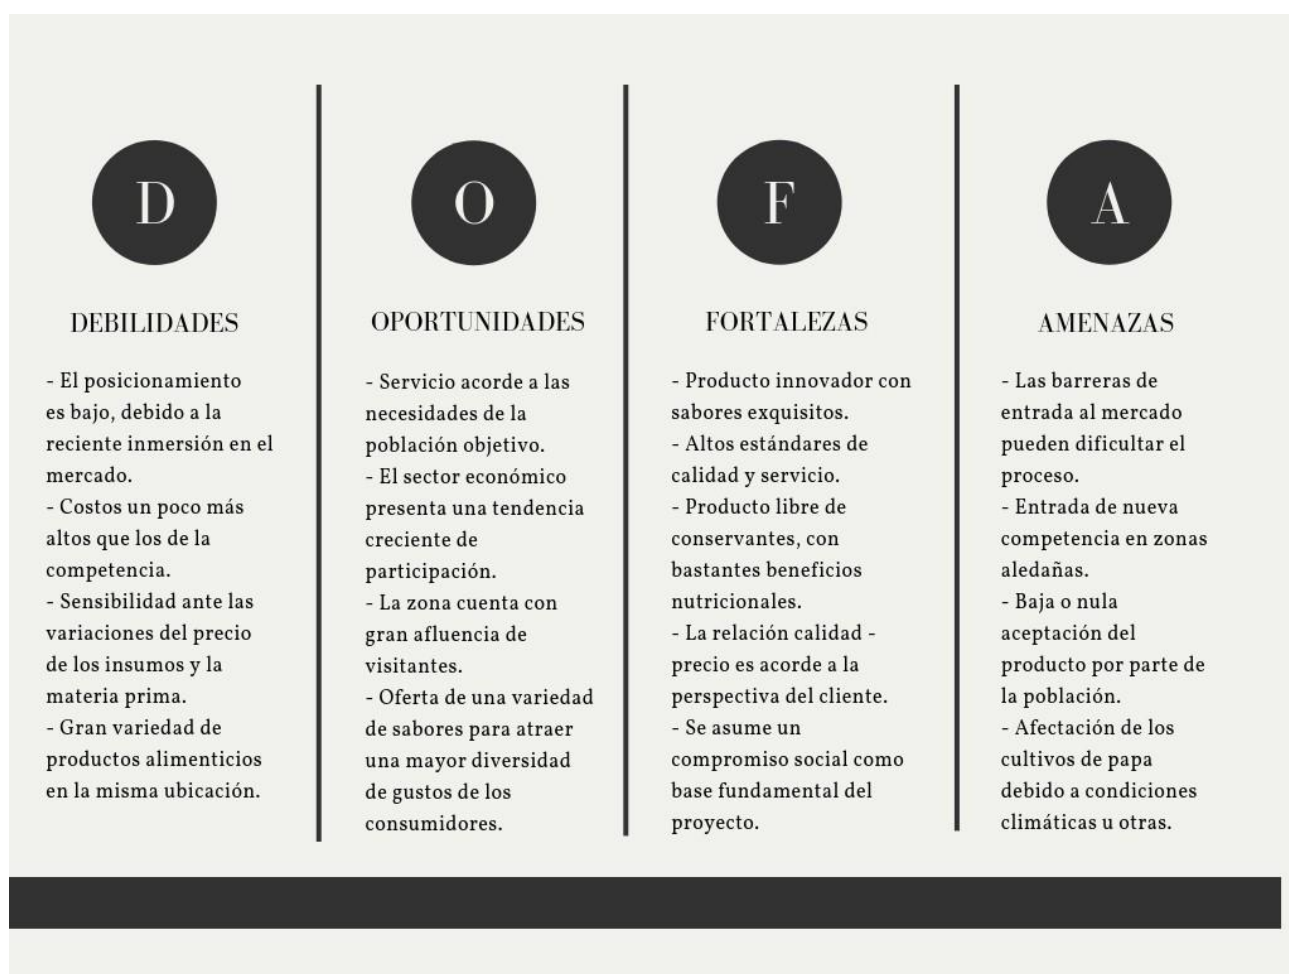 D
DEBILIDADES
- El posicionamiento
es bajo, debido a la
reciente inmersión en el
mercado.
- Costos un poco más
altos que los de la
competencia.
- Sensibilidad ante las
variaciones del precio
de los insumos y la
materia prima.
- Gran variedad de
productos alimenticios
en la misma ubicación.
O
OPORTUNIDADES
- Servicio acorde a las
necesidades de la
población objetivo.
- El sector económico
presenta una tendencia
creciente de
participación.
- La zona cuenta con
gran afluencia de
visitantes.
- Oferta de una variedad
de sabores para atraer
una mayor diversidad
de gustos de los
consumidores.
F
FORTALEZAS
- Producto innovador con
sabores exquisitos.
- Altos estándares de
calidad y servicio.
- Producto libre de
conservantes, con
bastantes beneficios
nutricionales.
- La relación calidad -
precio es acorde a la
perspectiva del cliente.
- Se asume un
compromiso social como
base fundamental del
proyecto.
A
AMENAZAS
- Las barreras de
entrada al mercado
pueden dificultar el
proceso.
- Entrada de nueva
competencia en zonas
aledañas.
- Baja o nula
aceptación del
producto por parte de
la población.
- Afectación de los
cultivos de papa
debido a condiciones
climáticas u otras.